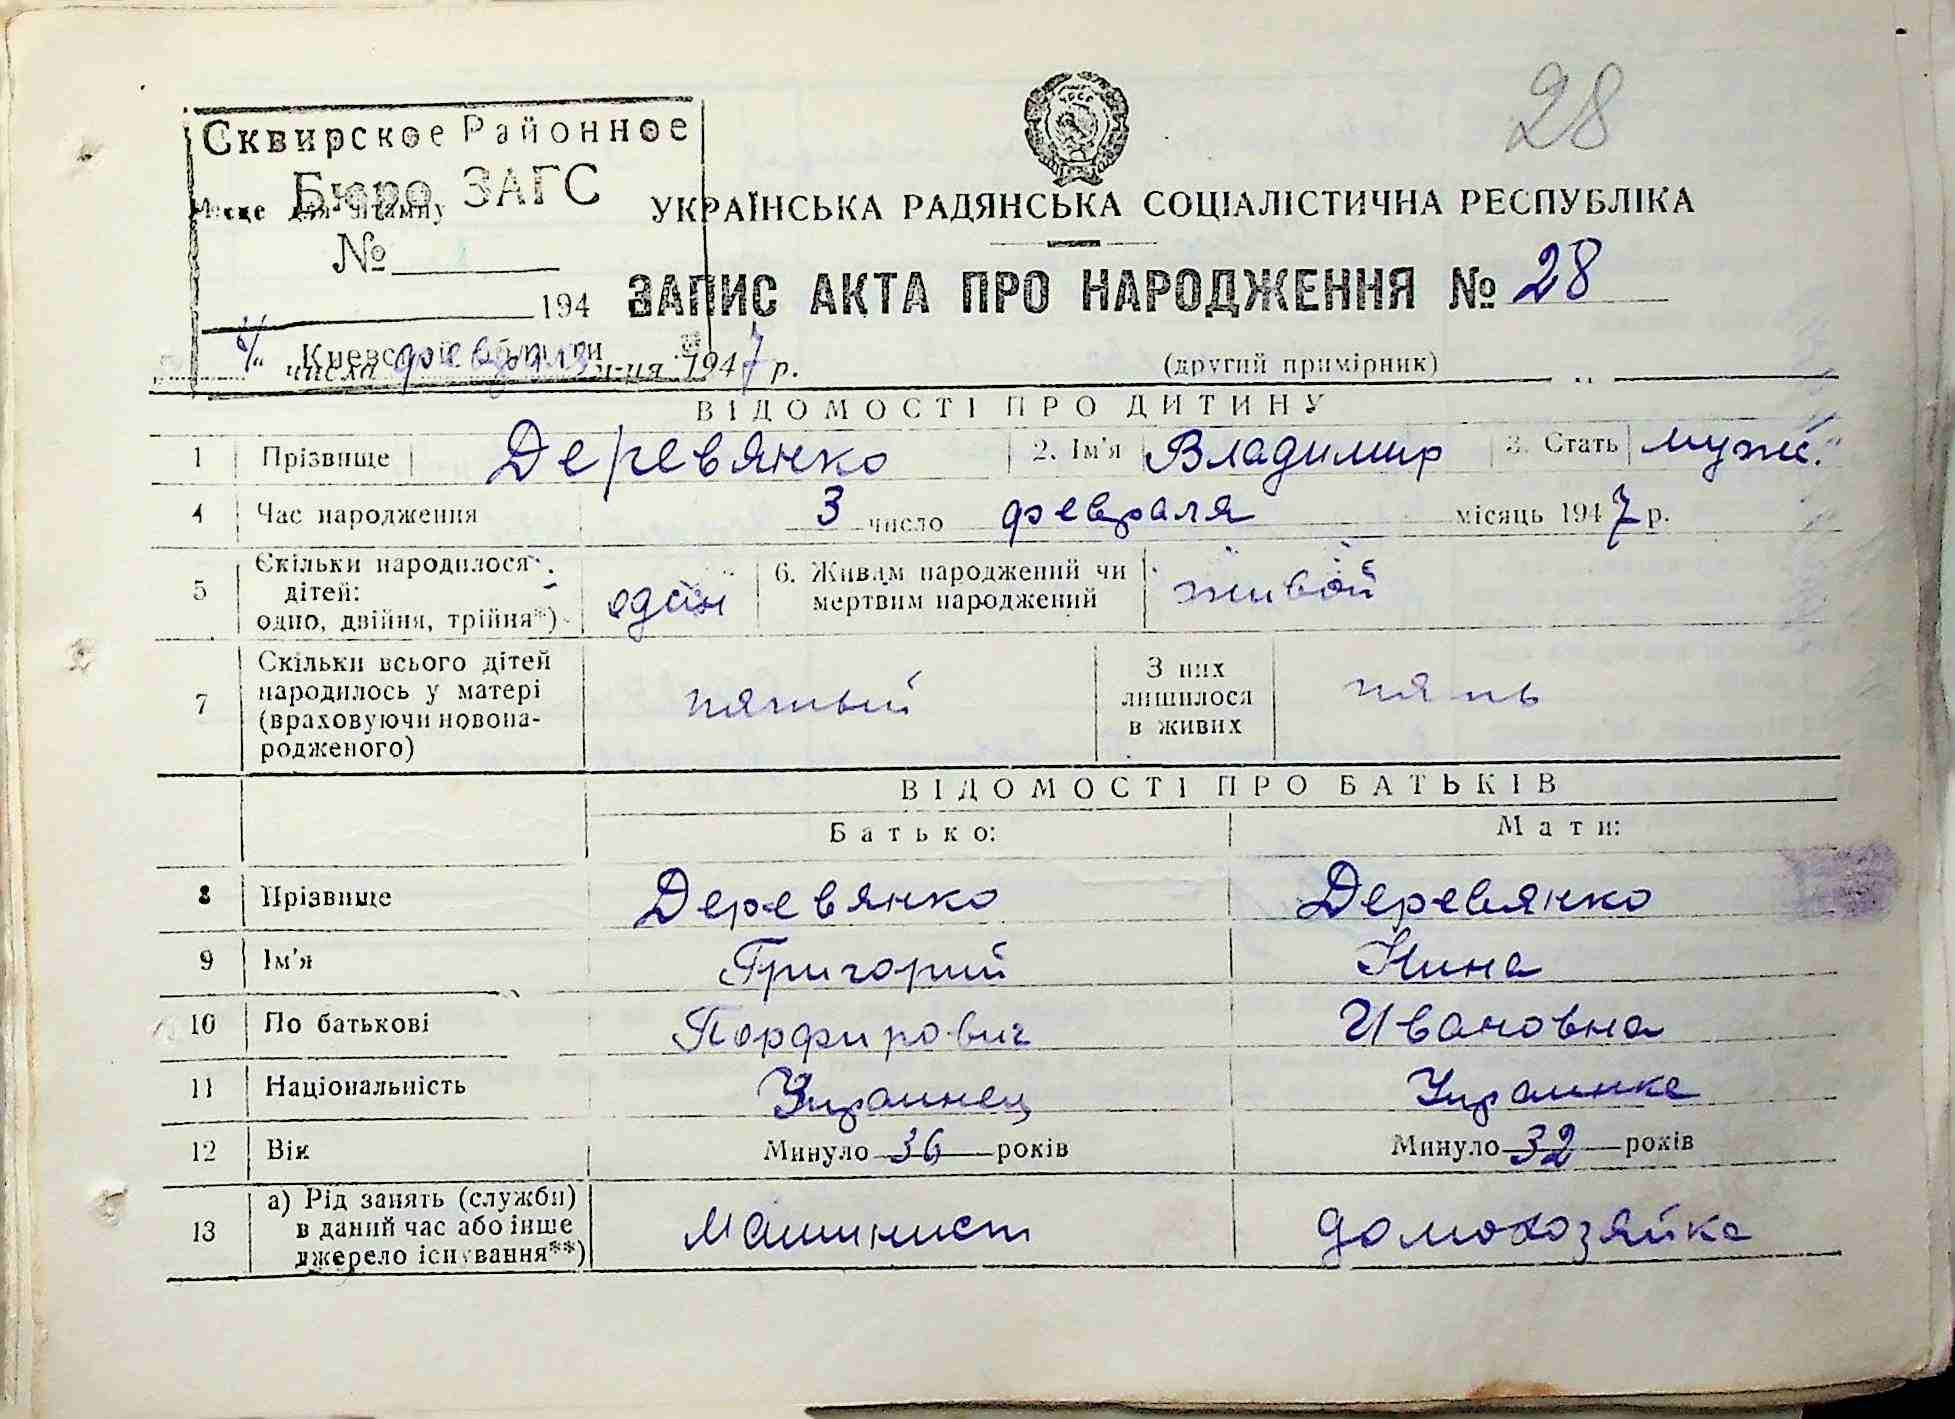 28
Сквирское Районное
Бюро ЗАГС
Місце для штампу
№
194
Киевской области
УКРАЇНСЬКА РАДЯНСЬКА СОЦІАЛІСТИЧНА РЕСПУБЛІКА
ЗАПИС АКТА ПРО НАРОДЖЕННЯ № 28
число февраля м-ця 1947 р.
(другий примірник)
ВІДОМОСТІ ПРО ДИТИНУ
1 Прізвище Деревянко 2. Ім'я Владимир 3. Стать муж.
4 Час народження 3 число февраля місяць 1947 р.
5 Скільки народилося дітей: одно, двійня, трійня*) один 6. Живим народжений чи мертвим народжений живой
7 Скільки всього дітей народилось у матері (враховуючи новона-родженого) пятый З них лишилося в живих пять
ВІДОМОСТІ ПРО БАТЬКІВ
Батько: Мати:
8 Прізвище Деревянко Деревянко
9 Ім'я Григорий Нина
10 По батькові Порфирович Ивановна
11 Національність Украинец Украинка
12 Вік Минуло 36 років Минуло 32 років
13 а) Рід занять (служби) в даний час або інше джерело існування**) Машинист домохозяйка